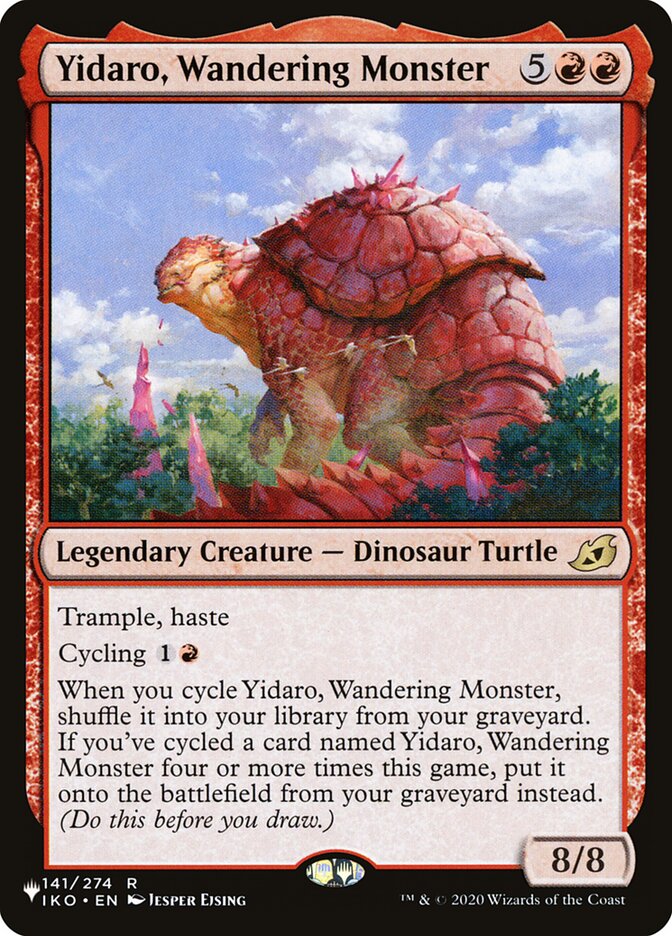 Yidaro, Wandering Monster 5
Legendary Creature — Dinosaur Turtle
Trample, haste
Cycling 1
When you cycle Yidaro, Wandering Monster,
shuffle it into your library from your graveyard.
If you've cycled a card named Yidaro, Wandering
Monster four or more times this game, put it
onto the battlefield from your graveyard instead.
(Do this before you draw.)
8/8
141/274 R
IKO • EN Jesper Ejsing
™ & © 2020 Wizards of the Coast